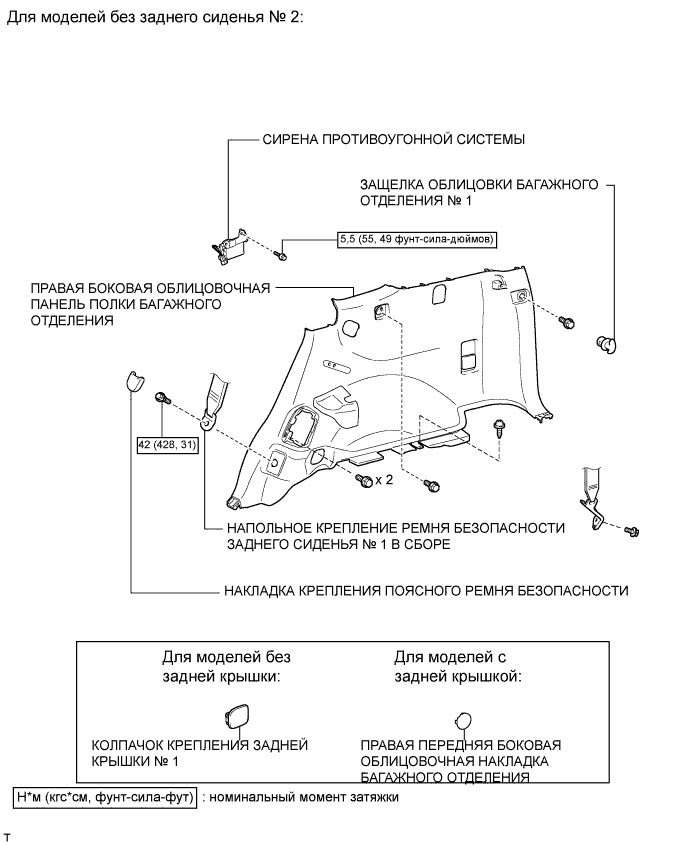 Для моделей без заднего сиденья № 2:
СИРЕНА ПРОТИВОУГОННОЙ СИСТЕМЫ
ЗАЩЕЛКА ОБЛИЦОВКИ БАГАЖНОГО
ОТДЕЛЕНИЯ № 1
5,5 (55, 49 фунт-сила-дюймов)
ПРАВАЯ БОКОВАЯ ОБЛИЦОВОЧНАЯ
ПАНЕЛЬ ПОЛКИ БАГАЖНОГО
ОТДЕЛЕНИЯ
42 (428, 31)
x 2
НАПОЛЬНОЕ КРЕПЛЕНИЕ РЕМНЯ БЕЗОПАСНОСТИ
ЗАДНЕГО СИДЕНЬЯ № 1 В СБОРЕ
НАКЛАДКА КРЕПЛЕНИЯ ПОЯСНОГО РЕМНЯ БЕЗОПАСНОСТИ
Для моделей без
задней крышки:
Для моделей с
задней крышкой:
КОЛПАЧОК КРЕПЛЕНИЯ ЗАДНЕЙ
КРЫШКИ № 1
ПРАВАЯ ПЕРЕДНЯЯ БОКОВАЯ
ОБЛИЦОВОЧНАЯ НАКЛАДКА
БАГАЖНОГО ОТДЕЛЕНИЯ
Н*м (кгс*см, фунт-сила-фут) : номинальный момент затяжки
T